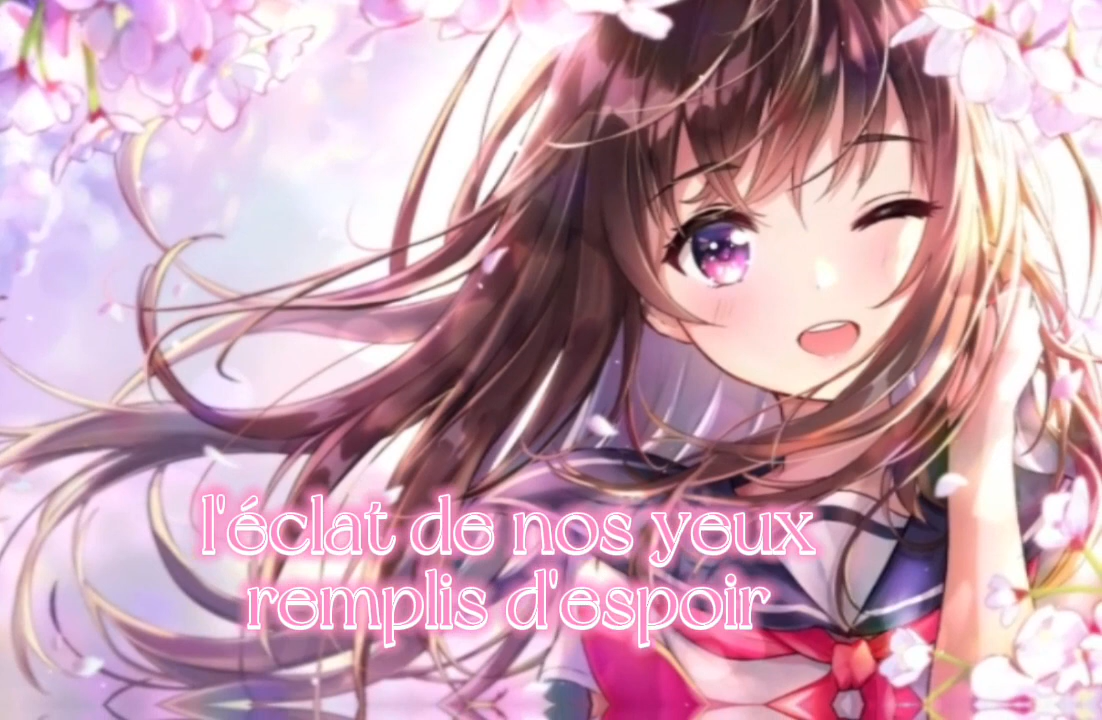 l'éclat de nos yeux
remplis d'espoir